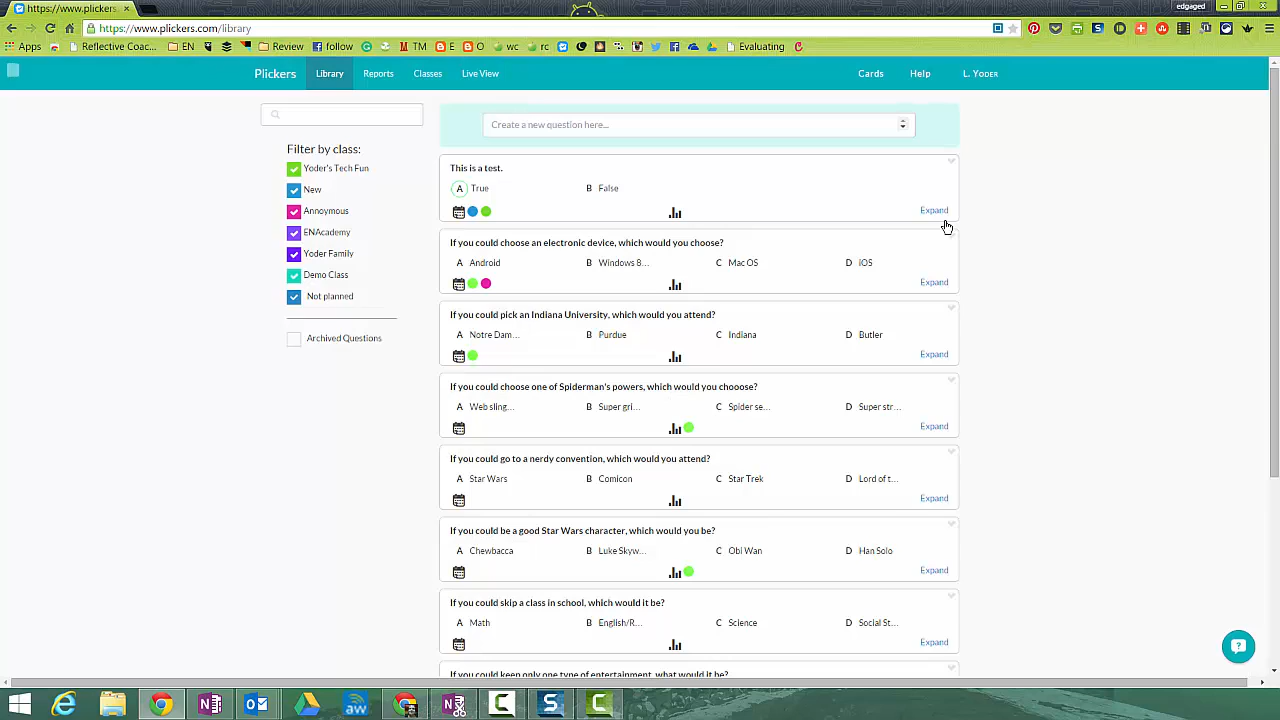 https://www.plickers.com/
edgaged
https://www.plickers.com/library
Apps Reflective Coac... EN Review follow TM E O wc rc Evaluating
Plickers Library Reports Classes Live View Cards Help L. YODER
Create a new question here...
Filter by class:
Yoder's Tech Fun
New
Annoymous
ENAcademy
Yoder Family
Demo Class
Not planned
Archived Questions
This is a test.
A True B False
Expand
If you could choose an electronic device, which would you choose?
A Android B Windows 8... C Mac OS D iOS
Expand
If you could pick an Indiana University, which would you attend?
A Notre Dam... B Purdue C Indiana D Butler
Expand
If you could choose one of Spiderman's powers, which would you chooose?
A Web sling... B Super gri... C Spider se... D Super str...
Expand
If you could go to a nerdy convention, which would you attend?
A Star Wars B Comicon C Star Trek D Lord of t...
Expand
If you could be a good Star Wars character, which would you be?
A Chewbacca B Luke Skyw... C Obi Wan D Han Solo
Expand
If you could skip a class in school, which would it be?
A Math B English/R... C Science D Social St...
Expand
If you could keep only one type of entertainment, what would it be?